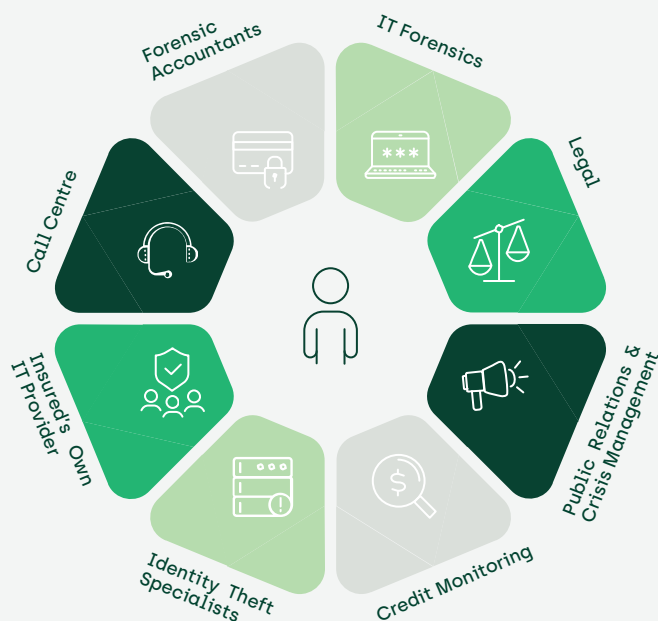 IT Forensics
Legal
Public Relations &
Crisis Management
Credit Monitoring
Identity Theft
Specialists
Insured's Own
IT Provider
Call Centre
Forensic
Accountants
***
$
!